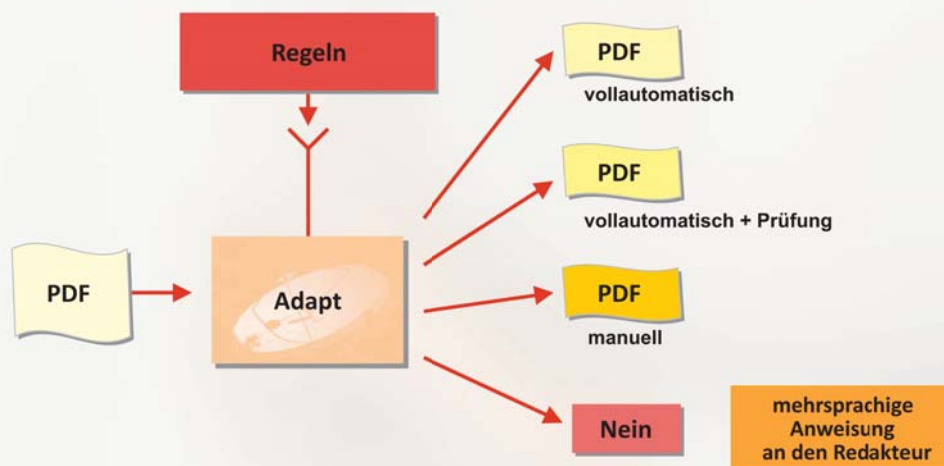 Regeln
PDF
vollautomatisch
PDF
vollautomatisch + Prüfung
PDF
Adapt
PDF
manuell
Nein
mehrsprachige
Anweisung
an den Redakteur